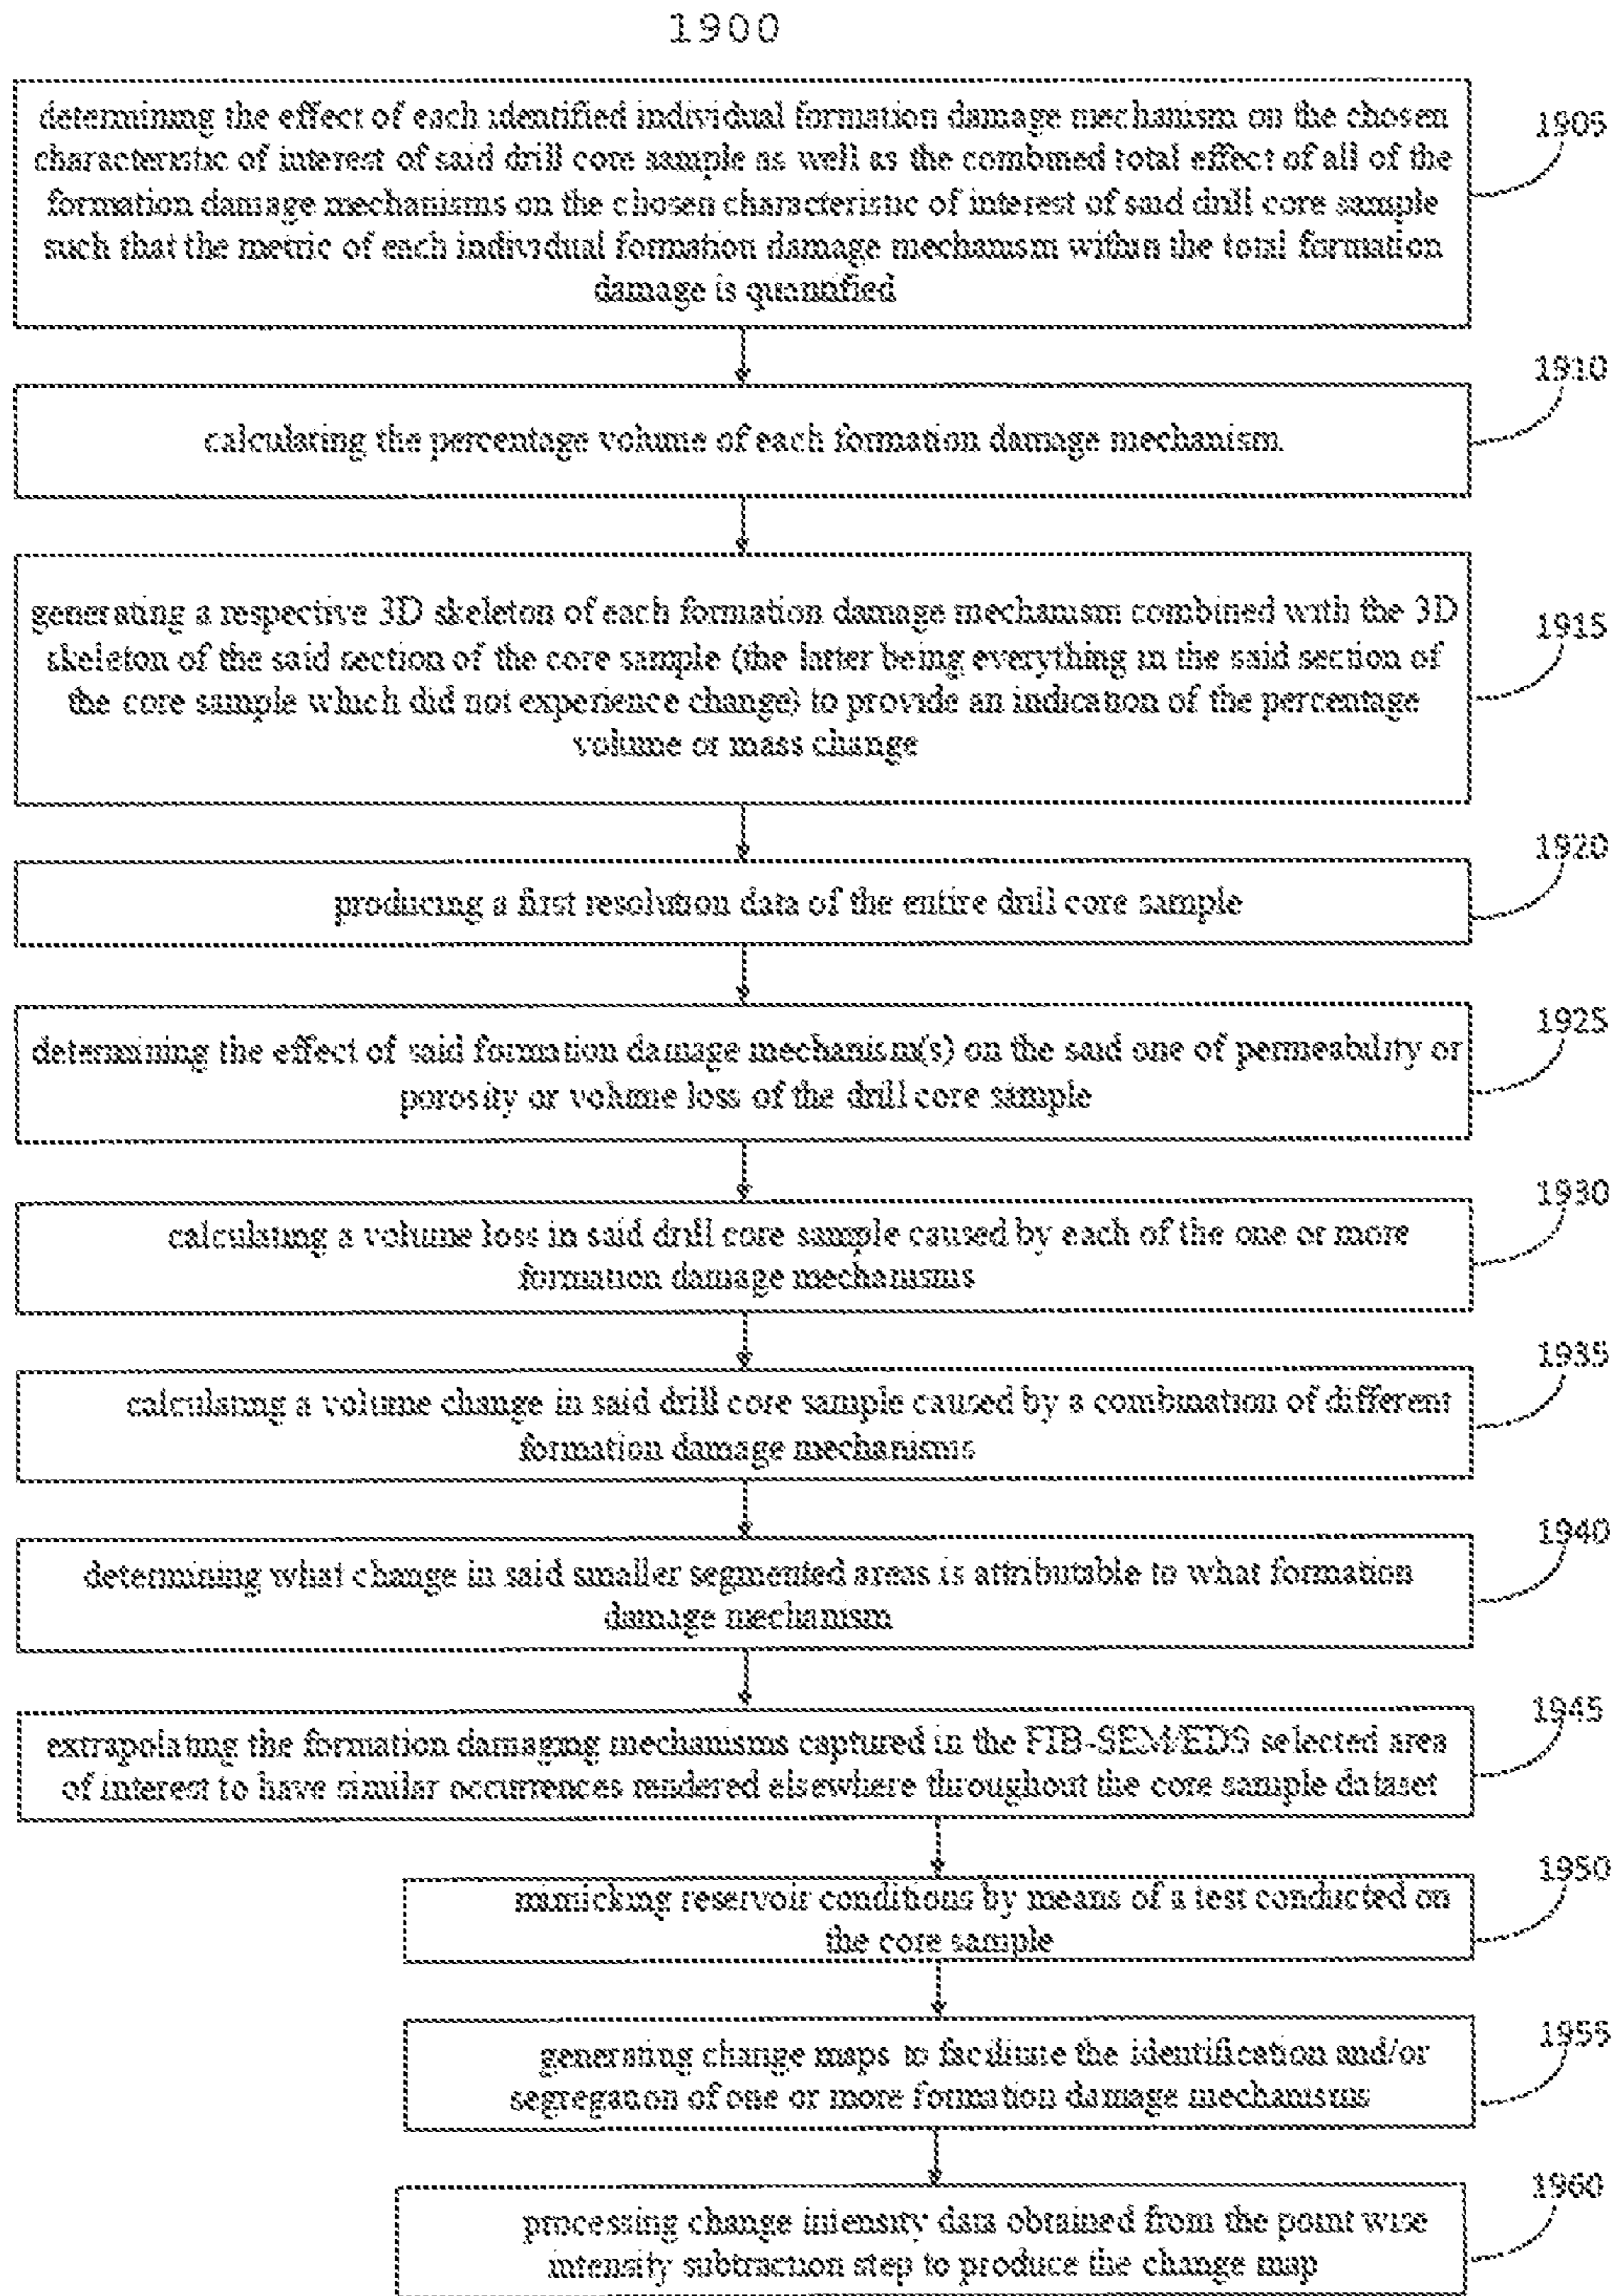 1900
determining the effect of each identified individual formation damage mechanism on the chosen
1905
characteristic of interest of said drill core sample as well as the combined total effect of all of the
formation damage mechanisms on the chosen characteristic of interest of said drill core sample
such that the metric of each individual formation damage mechanism within the total formation
damage is quantified
1910
calculating the percentage volume of each formation damage mechanism.
generating a respective 3D skeleton of each formation damage mechanism combined with the 3D
1915
skeleton of the said section of the core sample (the latter being everything in the said section of
the core sample which did not experience change) to provide an indication of the percentage
volume or mass change
1920
producing a first resolution data of the entire drill core sample
1925
determining the effect of said formation damage mechanism(s) on the said one of permeability or
porosity or volume loss of the drill core sample
1930
calculating a volume loss in said drill core sample caused by each of the one or more
formation damage mechanisms
1935
calculating a volume change in said drill core sample caused by a combination of different
formation damage mechanisms
1940
determining what change in said smaller segmented areas is attributable to what formation
damage mechanism
1945
extrapolating the formation damaging mechanisms captured in the FIB-SEM/EDS selected area
of interest to have similar occurrences rendered elsewhere throughout the core sample dataset
1950
mimicking reservoir conditions by means of a test conducted on
the core sample
1955
generating change maps to facilitate the identification and/or
segregation of one or more formation damage mechanisms
1960
processing change intensity data obtained from the point wise
intensity subtraction step to produce the change map